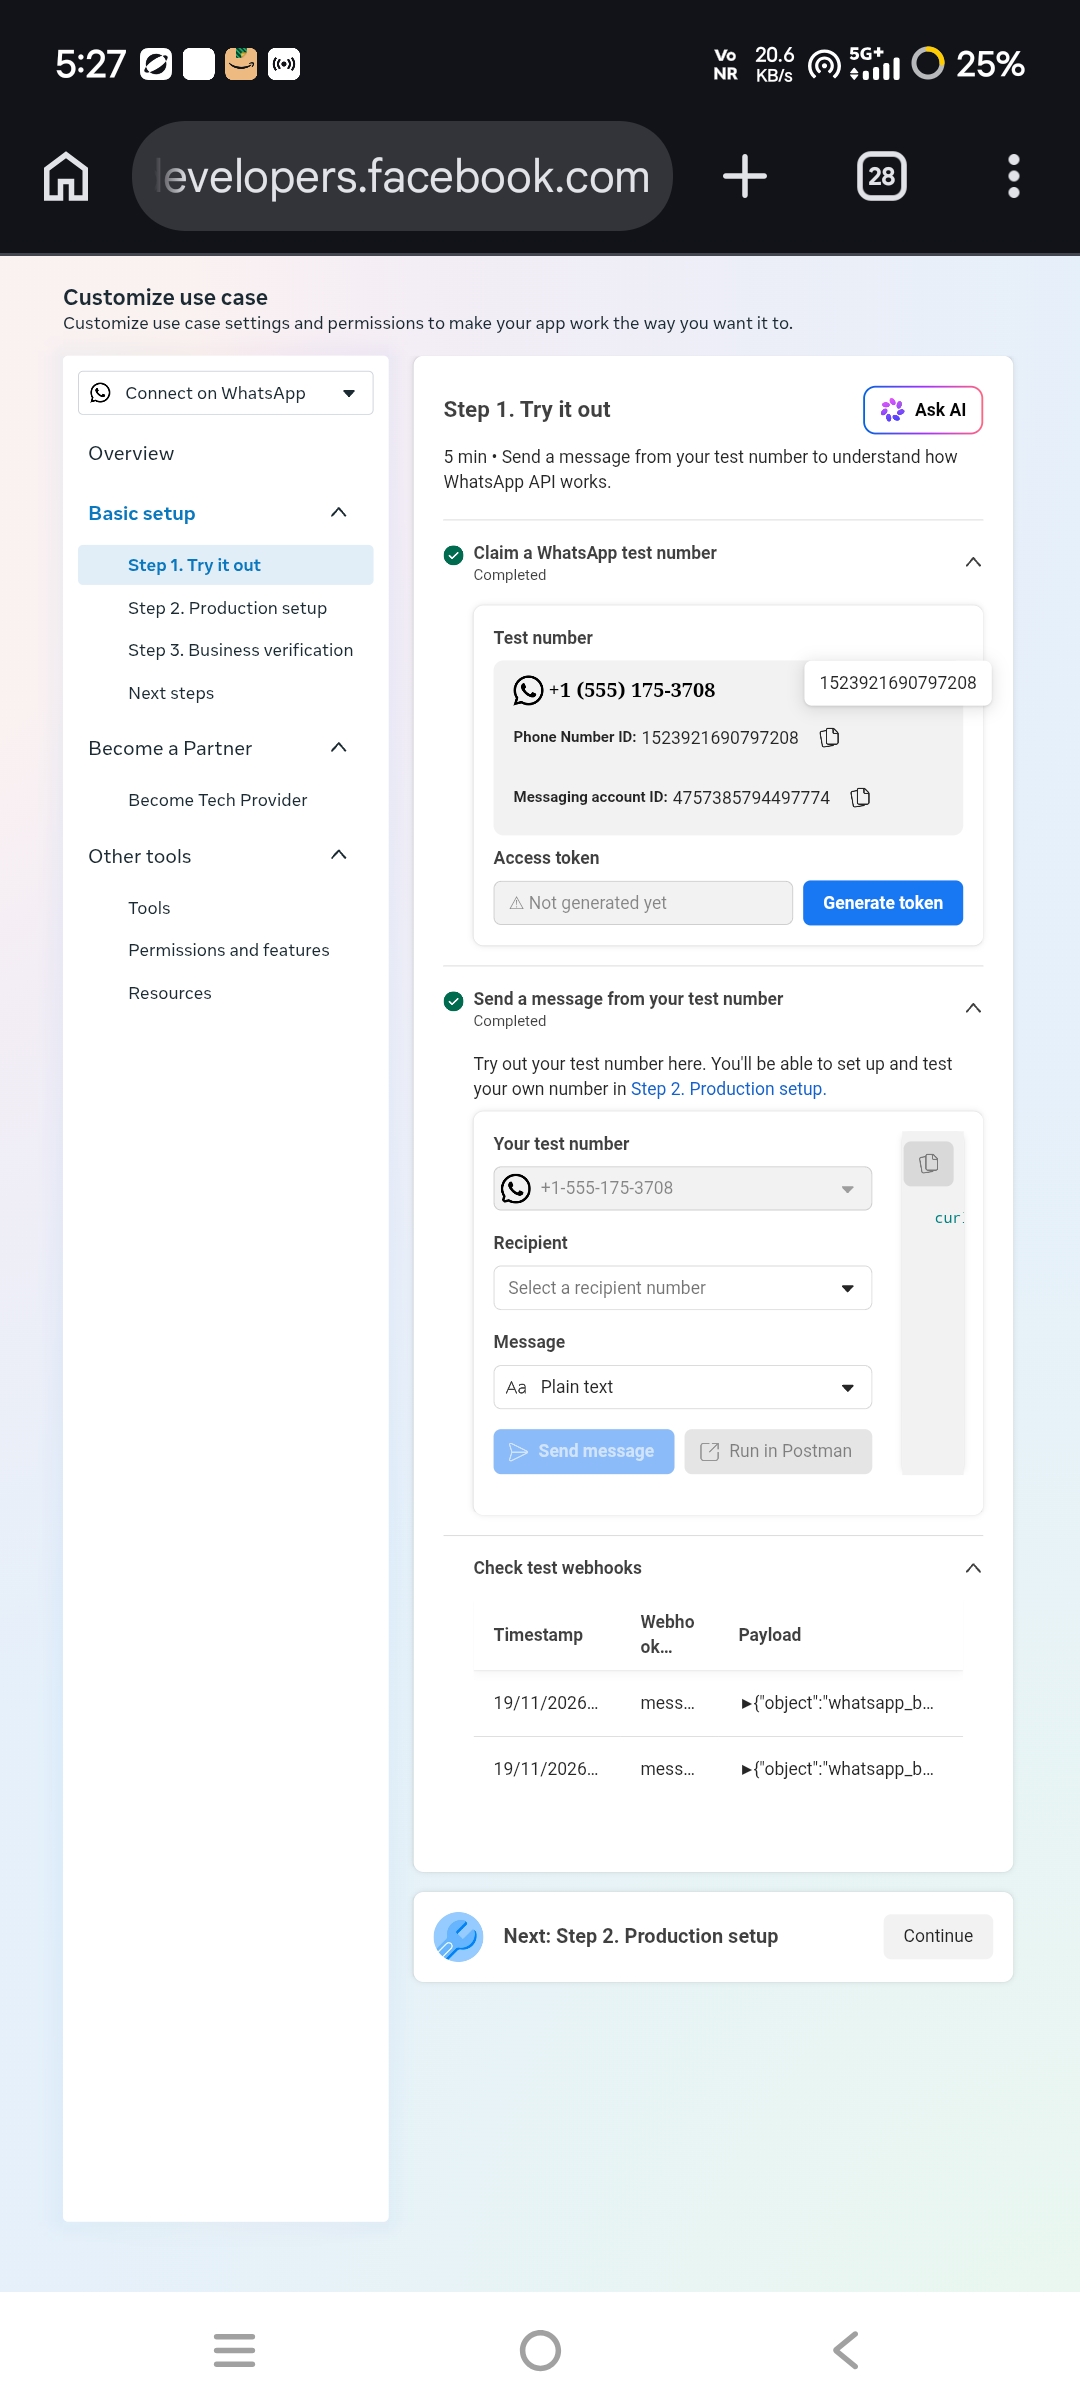 5:27
Vo NR
20.6 KB/s
5G+
25%
levelopers.facebook.com
28
Customize use case
Customize use case settings and permissions to make your app work the way you want it to.
Connect on WhatsApp
Overview
Basic setup
Step 1. Try it out
Step 2. Production setup
Step 3. Business verification
Next steps
Become a Partner
Become Tech Provider
Other tools
Tools
Permissions and features
Resources
Step 1. Try it out
Ask AI
5 min • Send a message from your test number to understand how
WhatsApp API works.
Claim a WhatsApp test number
Completed
Test number
+1 (555) 175-3708
1523921690797208
Phone Number ID: 1523921690797208
Messaging account ID: 4757385794497774
Access token
Not generated yet
Generate token
Send a message from your test number
Completed
Try out your test number here. You'll be able to set up and test
your own number in Step 2. Production setup.
Your test number
+1-555-175-3708
cur
Recipient
Select a recipient number
Message
Aa Plain text
Send message
Run in Postman
Check test webhooks
Timestamp
Webho
ok...
Payload
19/11/2026...
mess...
▶{"object":"whatsapp_b...
19/11/2026...
mess...
▶{"object":"whatsapp_b...
Next: Step 2. Production setup
Continue